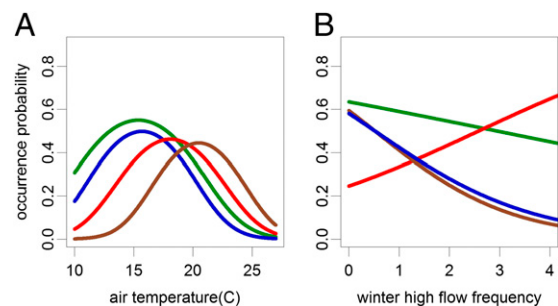 A
occurrence probability
0.0 0.2 0.4 0.6 0.8
10 15 20 25
air temperature(C)
B
0.0 0.2 0.4 0.6 0.8
0 1 2 3 4
winter high flow frequency